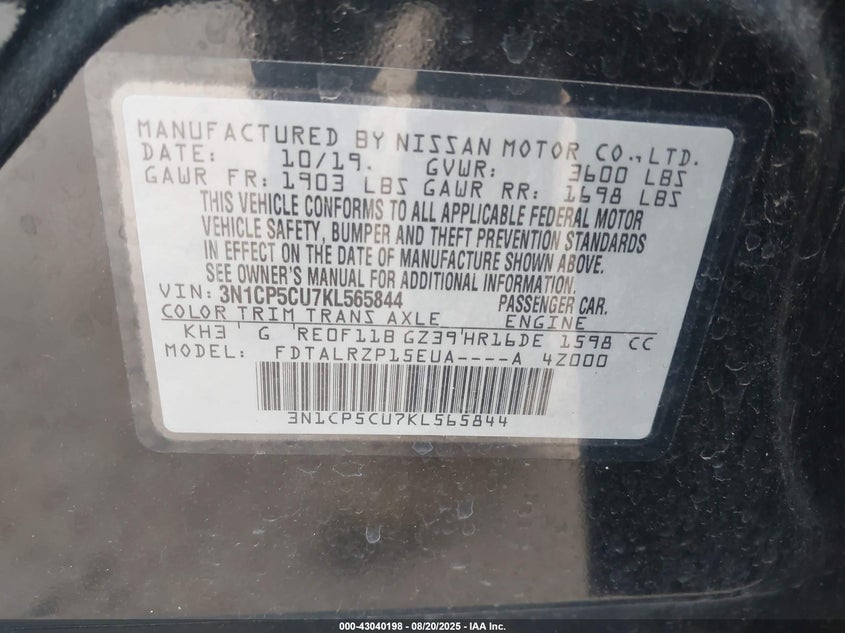 MANUFACTURED BY NISSAN MOTOR CO.,LTD.
DATE: 10/19. GVWR: 3600 LBS
GAWR FR: 1903 LBS GAWR RR: 1698 LBS
THIS VEHICLE CONFORMS TO ALL APPLICABLE FEDERAL MOTOR
VEHICLE SAFETY, BUMPER AND THEFT PREVENTION STANDARDS
IN EFFECT ON THE DATE OF MANUFACTURE SHOWN ABOVE.
SEE OWNER'S MANUAL FOR ADDITIONAL INFORMATION.
VIN: 3N1CP5CU7KL565844 PASSENGER CAR.
COLOR TRIM TRANS AXLE ENGINE
KH3 G 'RE0F11B GZ39'HR16DE 1598 CC
MODEL: FDTALRZP15EUA----A 4Z000
3N1CP5CU7KL565844
000-43040198 - 08/20/2025 - IAA Inc.